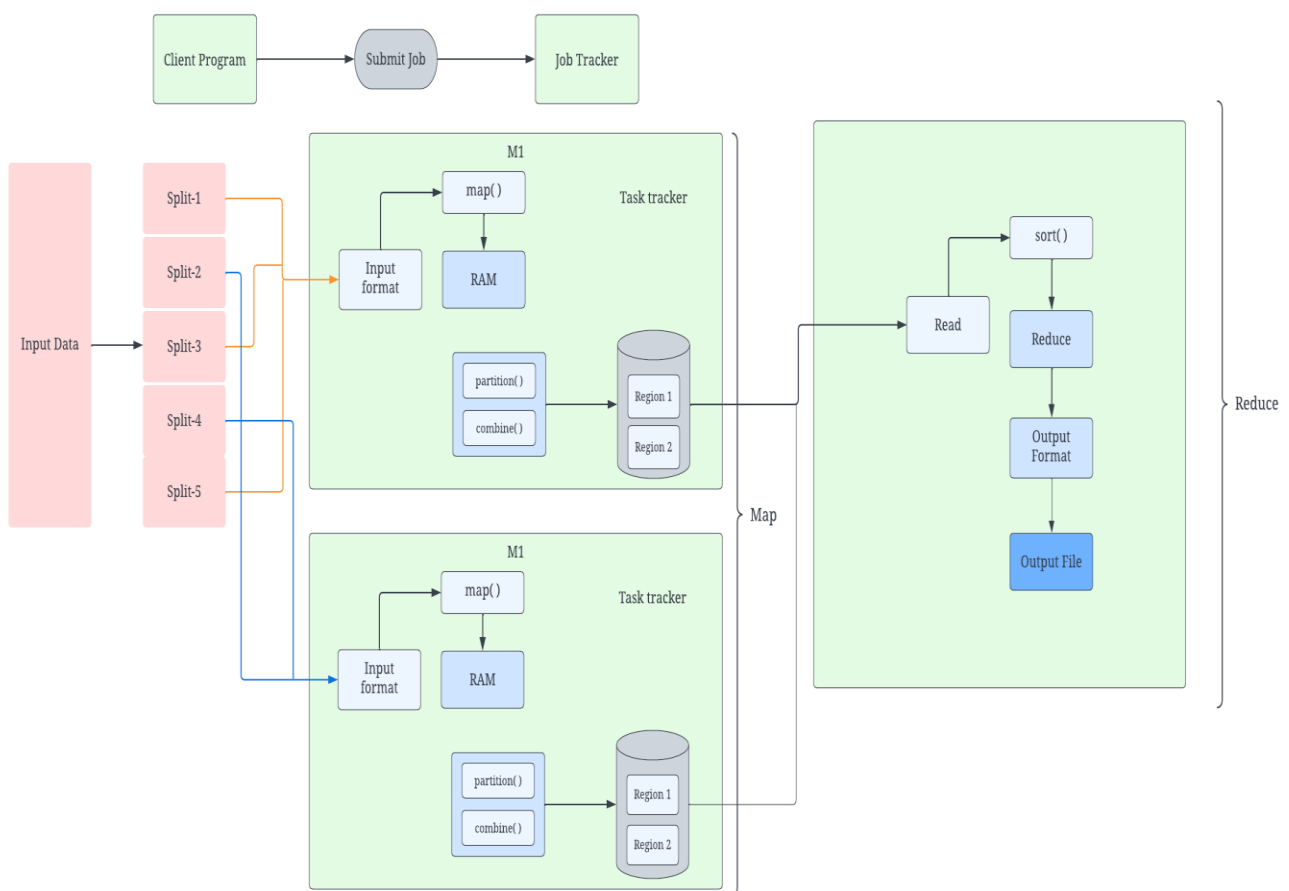 Client Program
Submit Job
Job Tracker
Input Data
Split-1
Split-2
Split-3
Split-4
Split-5
M1
Task tracker
map( )
Input
format
RAM
partition( )
combine( )
Region 1
Region 2
M1
Task tracker
map( )
Input
format
RAM
partition( )
combine( )
Region 1
Region 2
Map
Read
sort( )
Reduce
Output
Format
Output File
Reduce